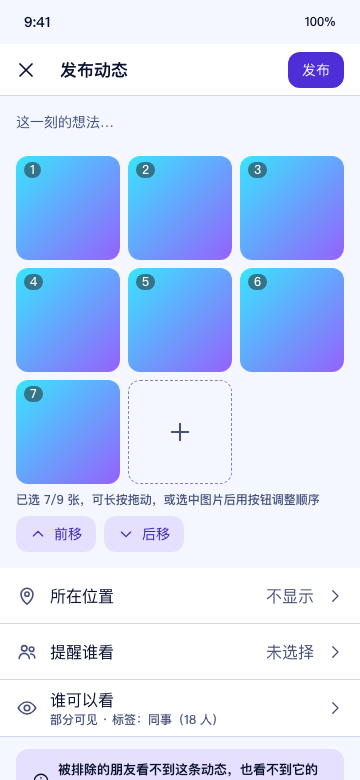 9:41
100%
发布动态
发布
这一刻的想法…
1
2
3
4
5
6
7
已选 7/9 张，可长按拖动，或选中图片后用按钮调整顺序
前移
后移
所在位置
不显示
提醒谁看
未选择
谁可以看
部分可见 · 标签：同事（18 人）
被排除的朋友看不到这条动态，也看不到它的